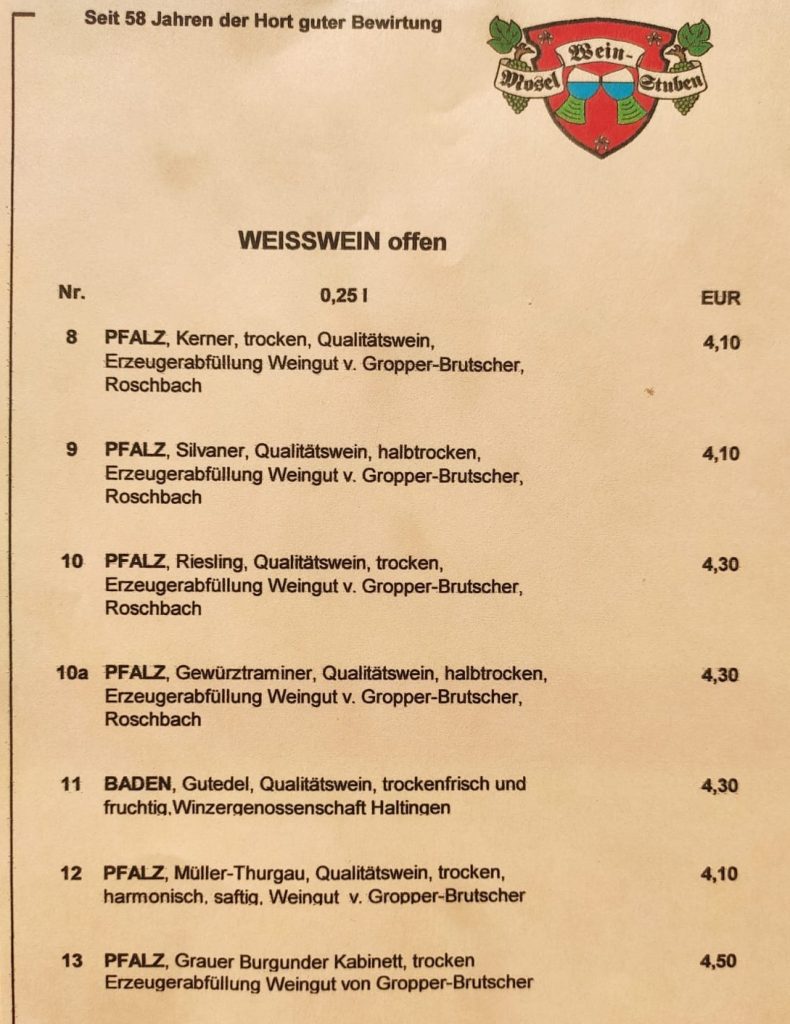 Seit 58 Jahren der Hort guter Bewirtung
Wein-
Mosel Stuben
WEISSWEIN offen
Nr. 0,25 l EUR
8 PFALZ, Kerner, trocken, Qualitätswein, 4,10
Erzeugerabfüllung Weingut v. Gropper-Brutscher,
Roschbach
9 PFALZ, Silvaner, Qualitätswein, halbtrocken, 4,10
Erzeugerabfüllung Weingut v. Gropper-Brutscher,
Roschbach
10 PFALZ, Riesling, Qualitätswein, trocken, 4,30
Erzeugerabfüllung Weingut v. Gropper-Brutscher,
Roschbach
10a PFALZ, Gewürztraminer, Qualitätswein, halbtrocken, 4,30
Erzeugerabfüllung Weingut v. Gropper-Brutscher,
Roschbach
11 BADEN, Gutedel, Qualitätswein, trockenfrisch und 4,30
fruchtig,Winzergenossenschaft Haltingen
12 PFALZ, Müller-Thurgau, Qualitätswein, trocken, 4,10
harmonisch, saftig, Weingut v. Gropper-Brutscher
13 PFALZ, Grauer Burgunder Kabinett, trocken 4,50
Erzeugerabfüllung Weingut von Gropper-Brutscher